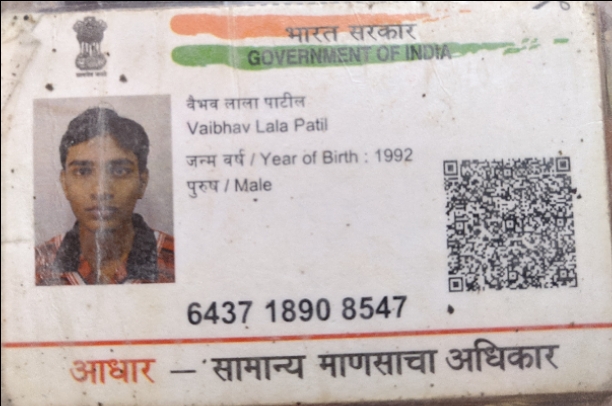 भारत सरकार
GOVERNMENT OF INDIA
वैभव लाला पाटील
Vaibhav Lala Patil
जन्म वर्ष / Year of Birth : 1992
पुरुष / Male
6437 1890 8547
आधार – सामान्य माणसाचा अधिकार